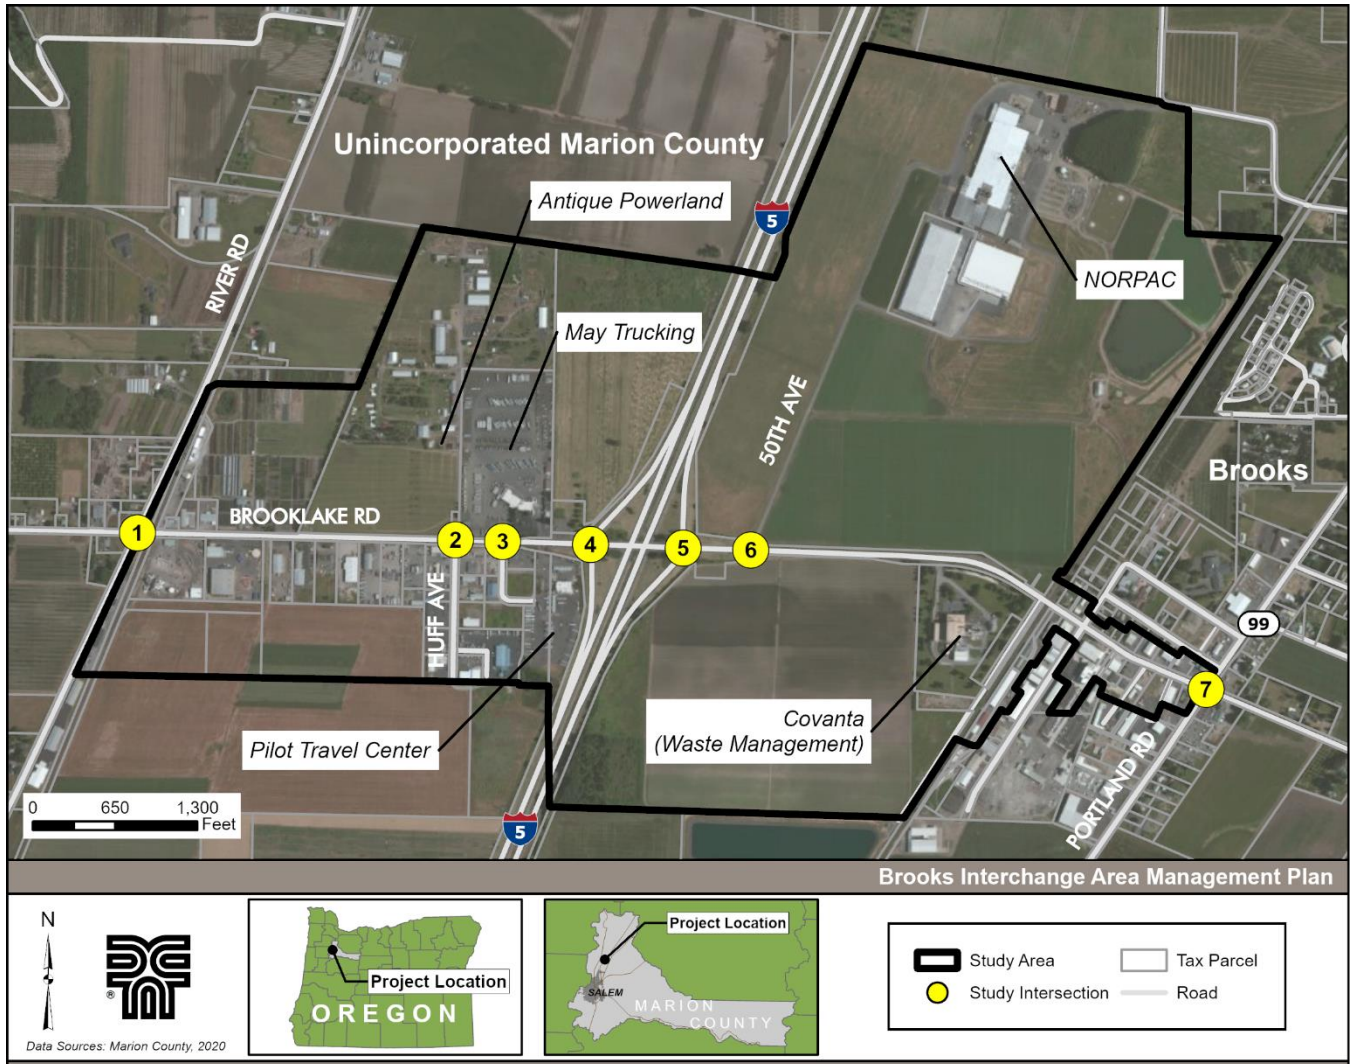 Unincorporated Marion County
Antique Powerland
5
RIVER RD
NORPAC
May Trucking
50TH AVE
Brooks
BROOKLAKE RD
1
2
3
4
5
6
HUFF AVE
99
7
Pilot Travel Center
Covanta
(Waste Management)
PORTLAND RD
0 650 1,300
Feet
5
Brooks Interchange Area Management Plan
N
®
Data Sources: Marion County, 2020
Project Location
OREGON
Project Location
SALEM
MARION
COUNTY
Study Area
Tax Parcel
Study Intersection
Road